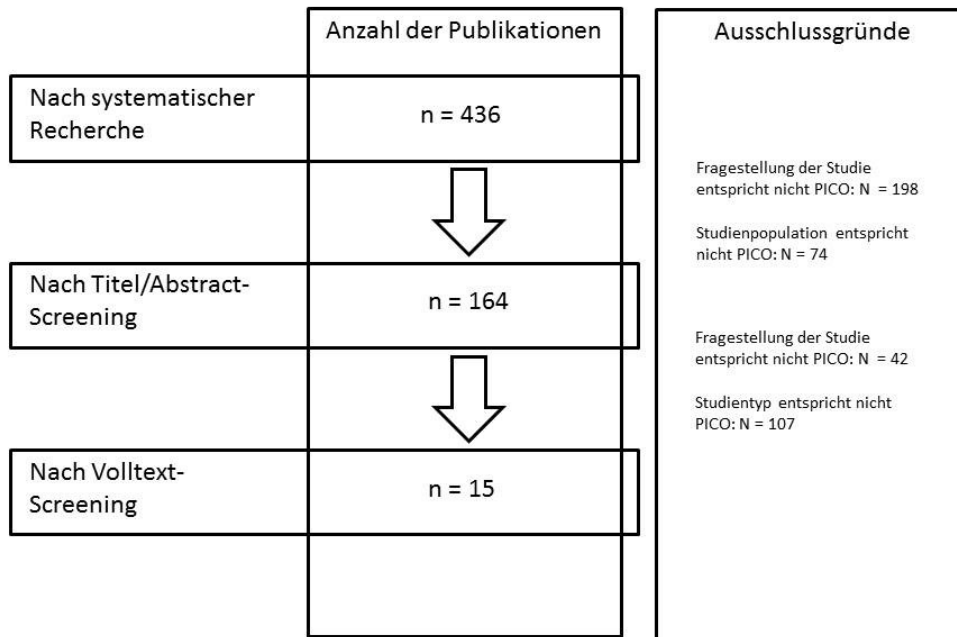 Anzahl der Publikationen
Ausschlussgründe
Nach systematischer
Recherche
n = 436
Fragestellung der Studie
entspricht nicht PICO: N = 198
Studienpopulation entspricht
nicht PICO: N = 74
Nach Titel/Abstract-
Screening
n = 164
Fragestellung der Studie
entspricht nicht PICO: N = 42
Studientyp entspricht nicht
PICO: N = 107
Nach Volltext-
Screening
n = 15